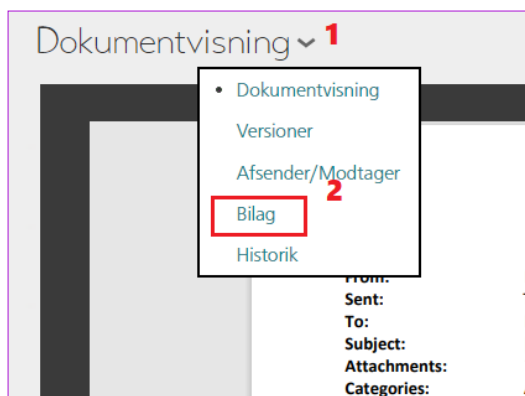 Dokumentvisning 1
Dokumentvisning
Versioner
Afsender/Modtager
2
Bilag
Historik
From:
Sent:
To:
Subject:
Attachments:
Categories: